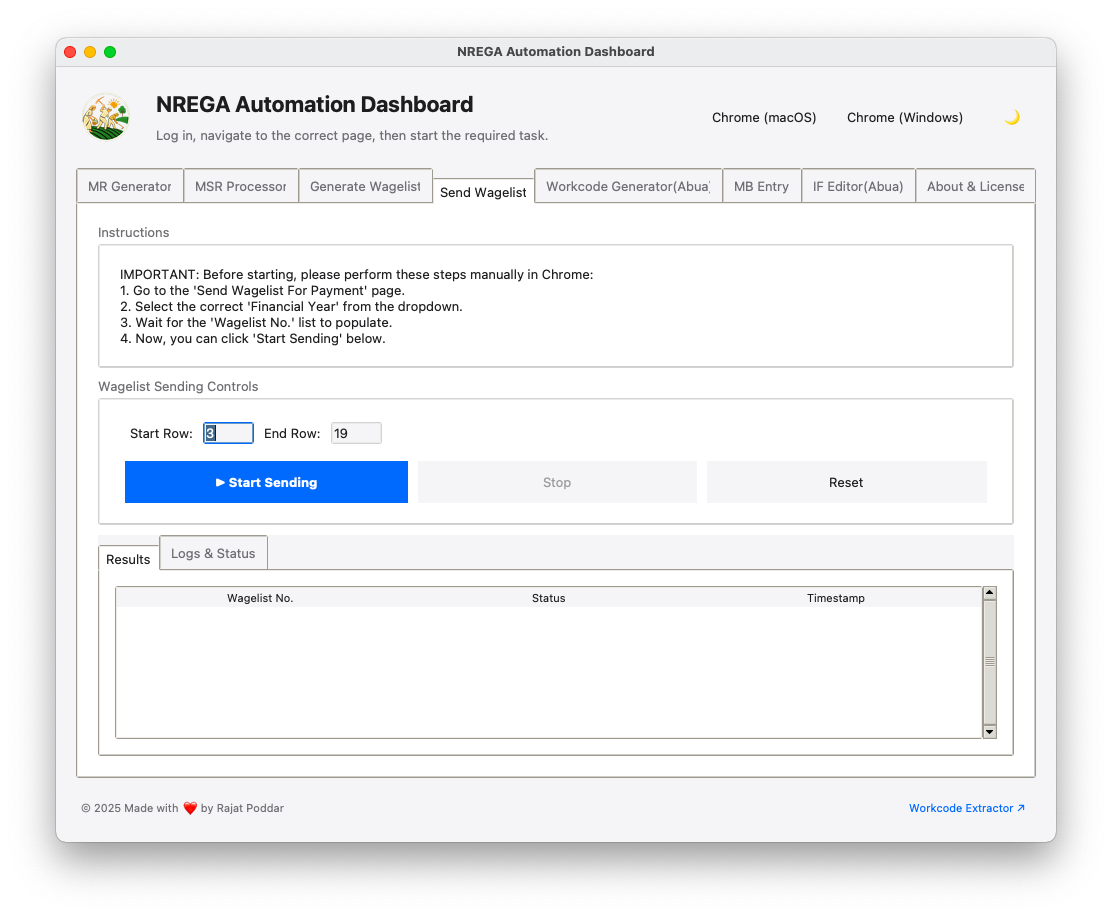 NREGA Automation Dashboard
NREGA Automation Dashboard
Log in, navigate to the correct page, then start the required task.
Chrome (macOS) Chrome (Windows)
MR Generator MSR Processor Generate Wagelist Send Wagelist Workcode Generator(Abua) MB Entry IF Editor(Abua) About & License
Instructions
IMPORTANT: Before starting, please perform these steps manually in Chrome:
1. Go to the 'Send Wagelist For Payment' page.
2. Select the correct 'Financial Year' from the dropdown.
3. Wait for the 'Wagelist No.' list to populate.
4. Now, you can click 'Start Sending' below.
Wagelist Sending Controls
Start Row: 3 End Row: 19
▶ Start Sending Stop Reset
Results Logs & Status
Wagelist No. Status Timestamp
© 2025 Made with ❤️ by Rajat Poddar
Workcode Extractor ↗